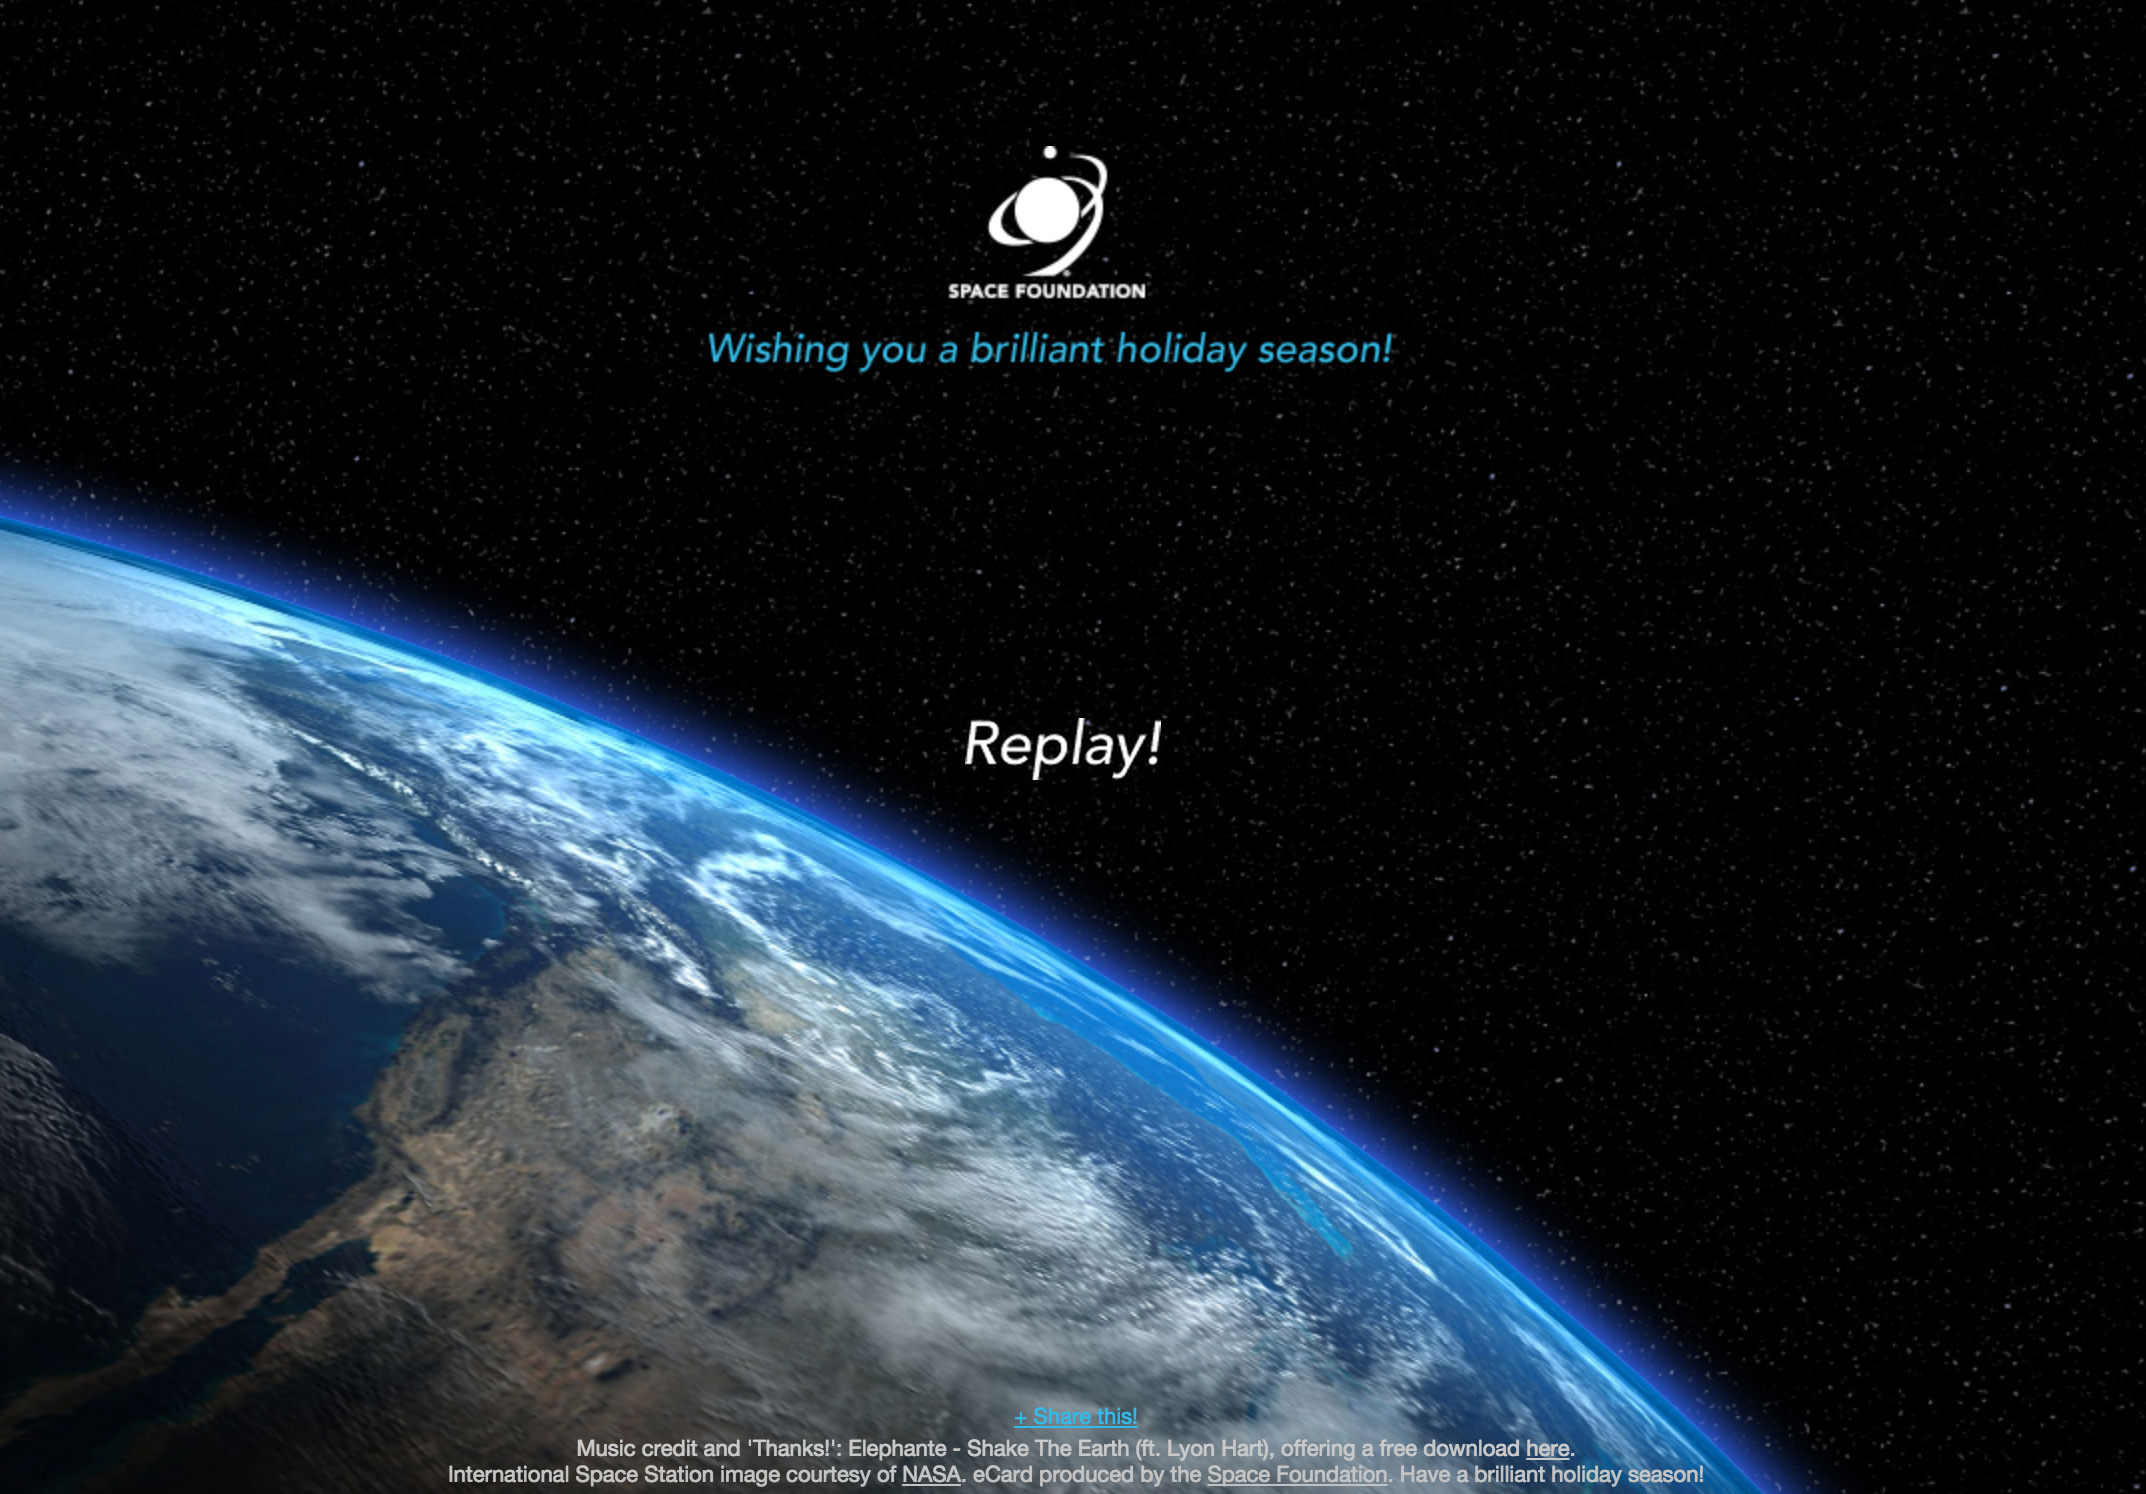 SPACE FOUNDATION
Wishing you a brilliant holiday season!
Replay!
+ Share this!
Music credit and 'Thanks!': Elephante - Shake The Earth (ft. Lyon Hart), offering a free download here.
International Space Station image courtesy of NASA. eCard produced by the Space Foundation. Have a brilliant holiday season!